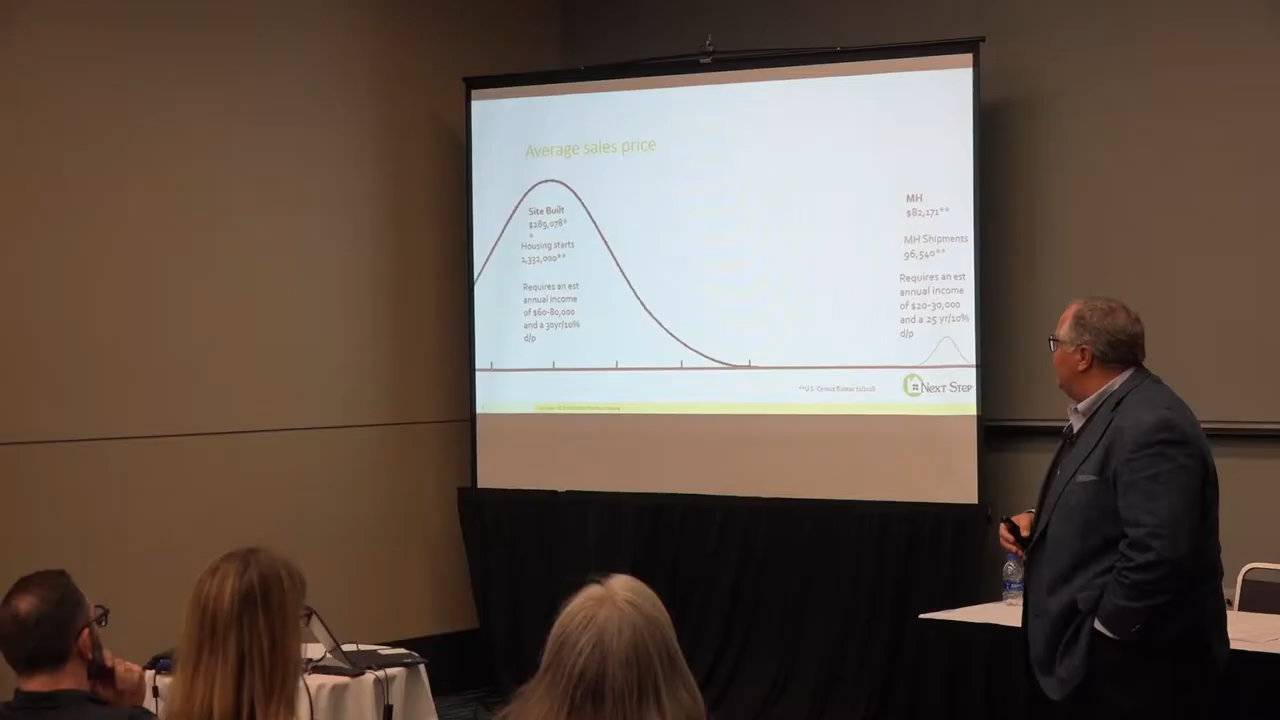 Average sales price
Site Built
$289,078*
*
Housing starts
1,332,000**
Requires an est
annual income
of $60-80,000
and a 30yr/10%
d/p
MH
$82,171**
MH Shipments
96,540**
Requires an est
annual income
of $20-30,000
and a 25 yr/10%
d/p
NEXT STEP